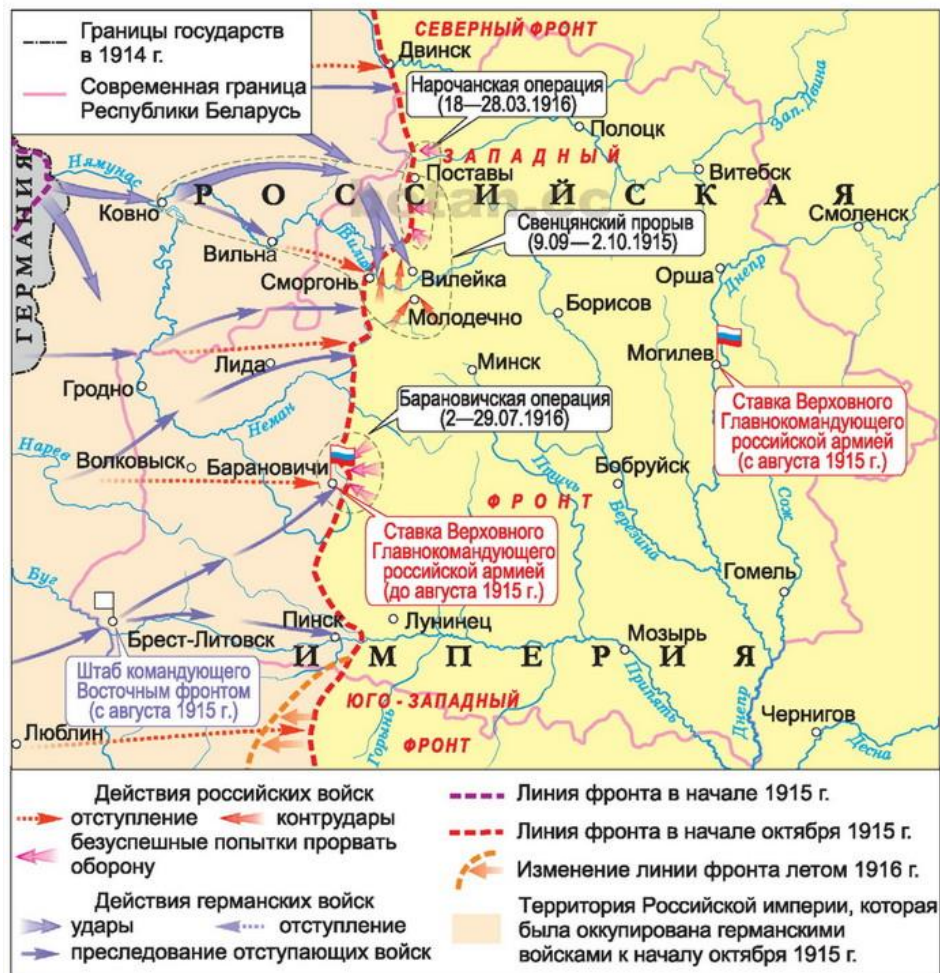 Границы государств
в 1914 г.
Современная граница
Республики Беларусь
СЕВЕРНЫЙ ФРОНТ
Двинск
Нарочанская операция
(18—28.03.1916)
Зап. Двина
Полоцк
ЗАПАДНЫЙ
Витебск
Поставы
ГЕРМАНИЯ
Нямунас
Ковно
РОССИЙСКАЯ
Смоленск
Свенцянский прорыв
(9.09—2.10.1915)
Вильна
Вилия
Сморгонь
Вилейка
Орша
Днепр
Молодечно
Борисов
Минск
Могилев
Лида
Гродно
Неман
Барановичская операция
(2—29.07.1916)
Ставка Верховного
Главнокомандующего
российской армией
(с августа 1915 г.)
Нарев
Волковыск
Барановичи
Птичь
Бобруйск
Березина
Сож
ФРОНТ
Ставка Верховного
Главнокомандующего
российской армией
(до августа 1915 г.)
Гомель
Буг
Брест-Литовск
Пинск
Лунинец
Мозырь
ИМПЕРИЯ
Штаб командующего
Восточным фронтом
(с августа 1915 г.)
Припять
Днепр
ЮГО-ЗАПАДНЫЙ
ФРОНТ
Горынь
Чернигов
Десна
Люблин
Действия российских войск
отступление
контрудары
безуспешные попытки прорвать
оборону
Действия германских войск
удары
отступление
преследование отступающих войск
Линия фронта в начале 1915 г.
Линия фронта в начале октября 1915 г.
Изменение линии фронта летом 1916 г.
Территория Российской империи, которая
была оккупирована германскими
войсками к началу октября 1915 г.